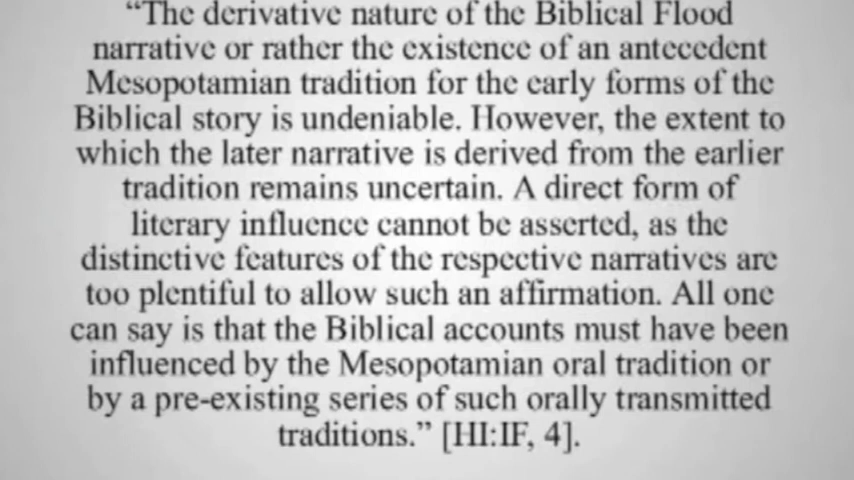 “The derivative nature of the Biblical Flood
narrative or rather the existence of an antecedent
Mesopotamian tradition for the early forms of the
Biblical story is undeniable. However, the extent to
which the later narrative is derived from the earlier
tradition remains uncertain. A direct form of
literary influence cannot be asserted, as the
distinctive features of the respective narratives are
too plentiful to allow such an affirmation. All one
can say is that the Biblical accounts must have been
influenced by the Mesopotamian oral tradition or
by a pre-existing series of such orally transmitted
traditions.” [HI:IF, 4].